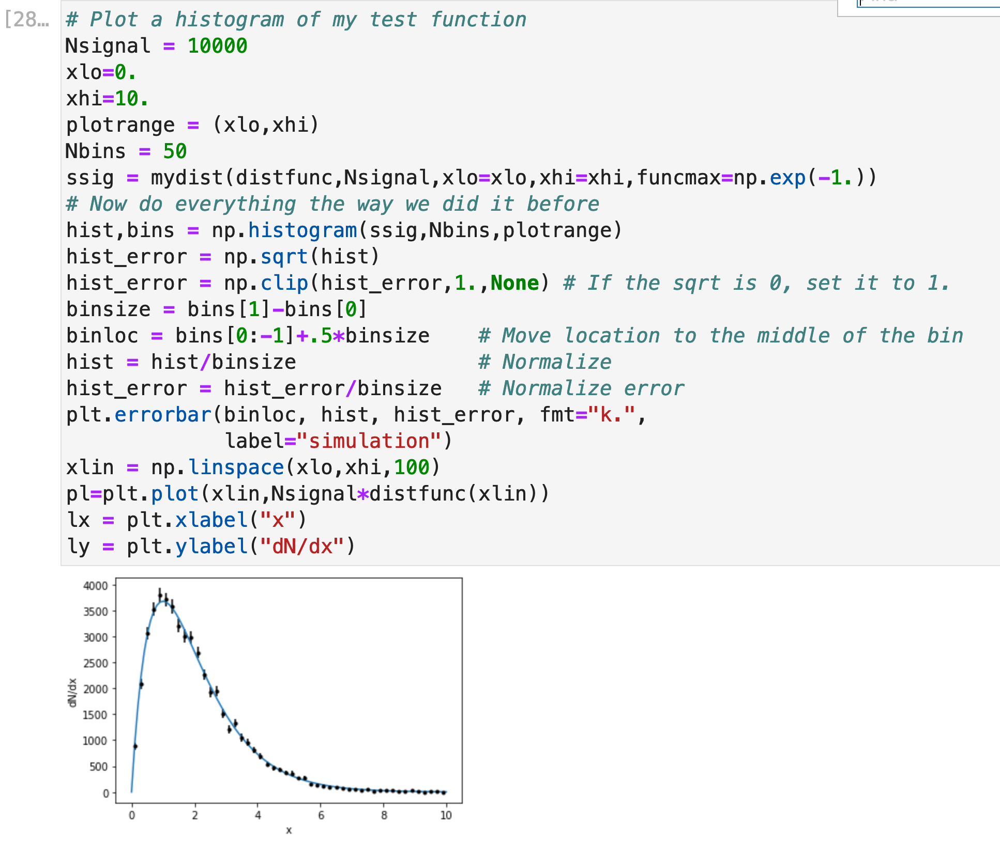 [28…
# Plot a histogram of my test function
Nsignal = 10000
xlo=0.
xhi=10.
plotrange = (xlo,xhi)
Nbins = 50
ssig = mydist(distfunc,Nsignal,xlo=xlo,xhi=xhi,funcmax=np.exp(-1.))
# Now do everything the way we did it before
hist,bins = np.histogram(ssig,Nbins,plotrange)
hist_error = np.sqrt(hist)
hist_error = np.clip(hist_error,1.,None) # If the sqrt is 0, set it to 1.
binsize = bins[1]-bins[0]
binloc = bins[0:-1]+.5*binsize    # Move location to the middle of the bin
hist = hist/binsize               # Normalize
hist_error = hist_error/binsize   # Normalize error
plt.errorbar(binloc, hist, hist_error, fmt="k.",
             label="simulation")
xlin = np.linspace(xlo,xhi,100)
pl=plt.plot(xlin,Nsignal*distfunc(xlin))
lx = plt.xlabel("x")
ly = plt.ylabel("dN/dx")
4000
3500
3000
2500
2000
1500
1000
500
0
dN/dx
0 2 4 6 8 10
x